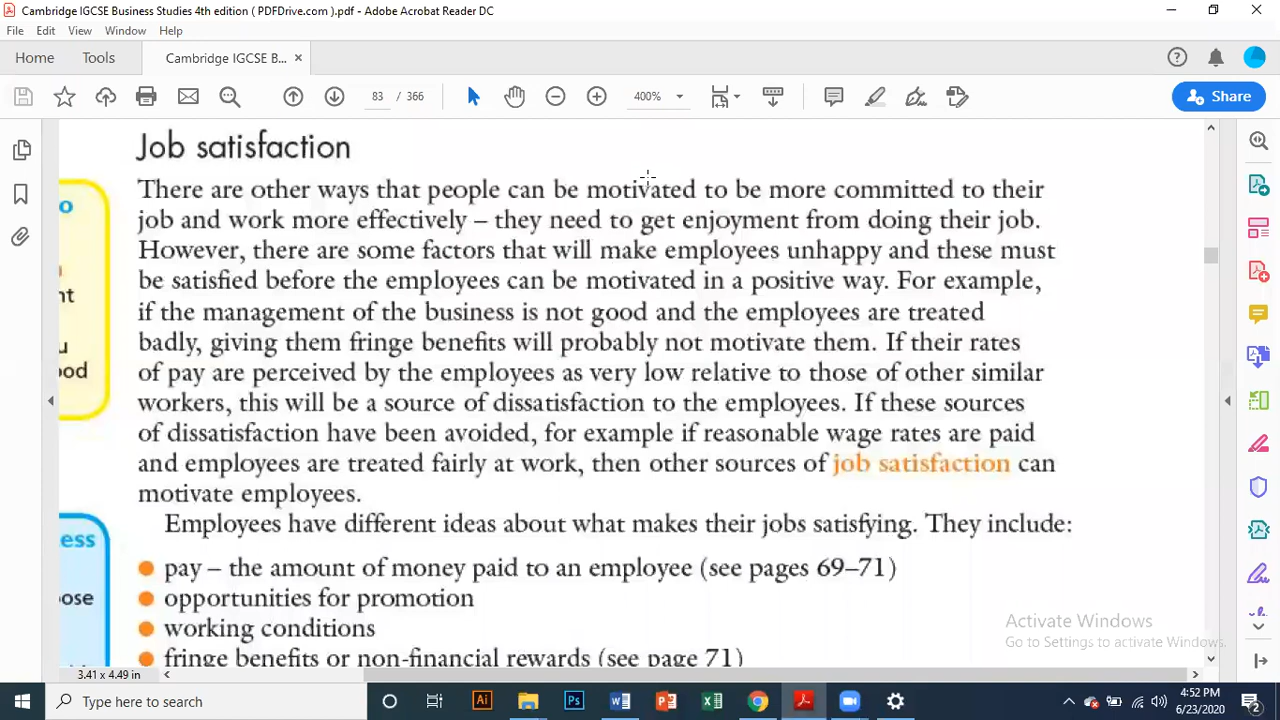 Cambridge IGCSE Business Studies 4th edition ( PDFDrive.com ).pdf - Adobe Acrobat Reader DC
File Edit View Window Help
Home Tools Cambridge IGCSE B... ×
83 / 366 400% Share
Job satisfaction
There are other ways that people can be motivated to be more committed to their
job and work more effectively – they need to get enjoyment from doing their job.
However, there are some factors that will make employees unhappy and these must
be satisfied before the employees can be motivated in a positive way. For example,
if the management of the business is not good and the employees are treated
badly, giving them fringe benefits will probably not motivate them. If their rates
of pay are perceived by the employees as very low relative to those of other similar
workers, this will be a source of dissatisfaction to the employees. If these sources
of dissatisfaction have been avoided, for example if reasonable wage rates are paid
and employees are treated fairly at work, then other sources of job satisfaction can
motivate employees.
Employees have different ideas about what makes their jobs satisfying. They include:
pay – the amount of money paid to an employee (see pages 69–71)
opportunities for promotion
working conditions
fringe benefits or non-financial rewards (see page 71)
o
nt
u
od
ess
ose
Activate Windows
Go to Settings to activate Windows.
3.41 x 4.49 in
Type here to search
4:52 PM
6/23/2020
2